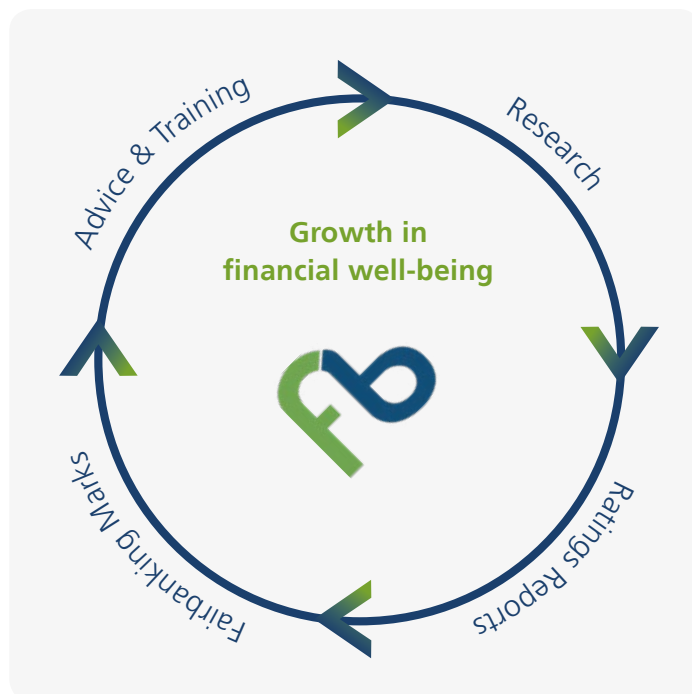 Advice & Training
Research
Growth in
financial well-being
Fairbanking Marks
Ratings Reports